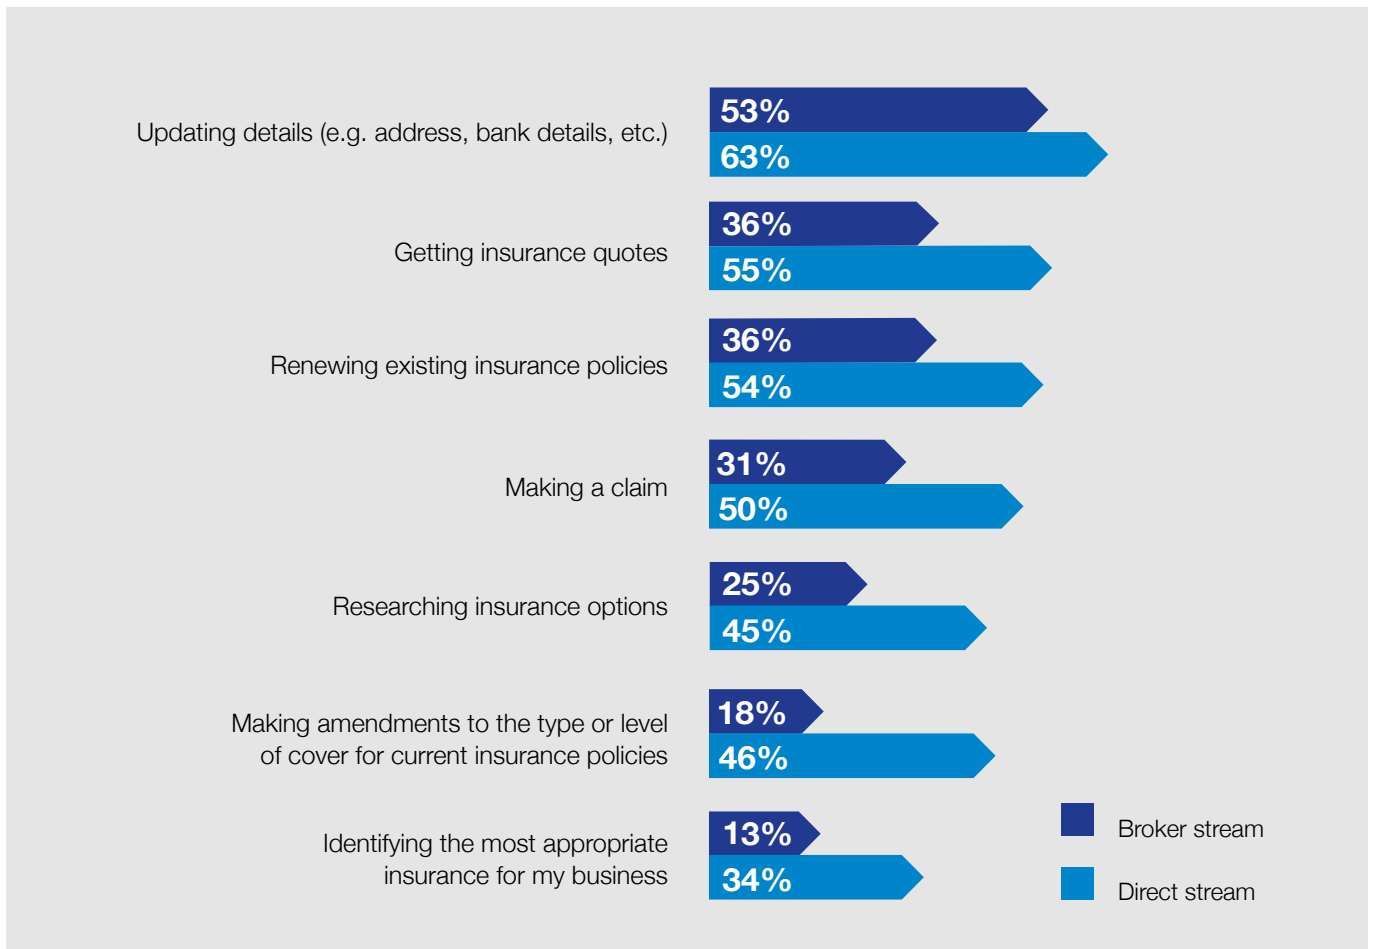 53%
Updating details (e.g. address, bank details, etc.)
63%
36%
Getting insurance quotes
55%
36%
Renewing existing insurance policies
54%
31%
Making a claim
50%
25%
Researching insurance options
45%
18%
Making amendments to the type or level
of cover for current insurance policies
46%
13%
Identifying the most appropriate
insurance for my business
34%
Broker stream
Direct stream